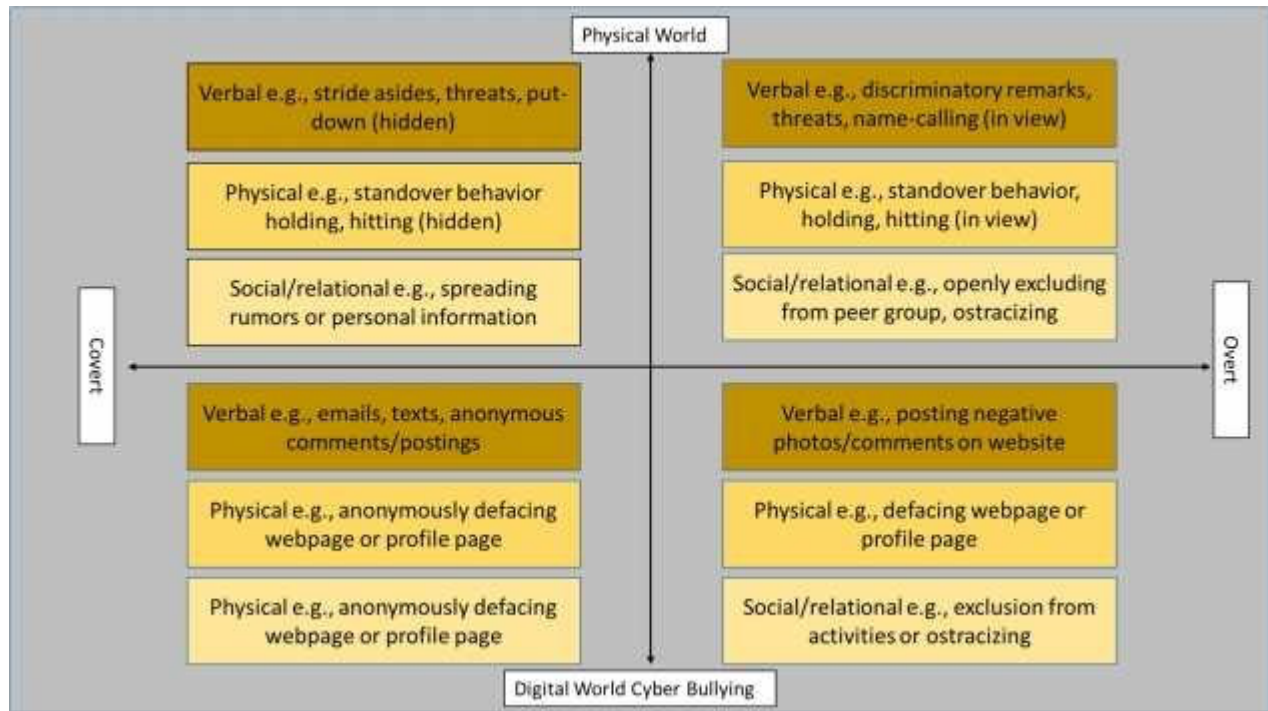 Physical World
Verbal e.g., stride asides, threats, put-
down (hidden)
Verbal e.g., discriminatory remarks,
threats, name-calling (in view)
Physical e.g., standover behavior
holding, hitting (hidden)
Physical e.g., standover behavior,
holding, hitting (in view)
Social/relational e.g., spreading
rumors or personal information
Social/relational e.g., openly excluding
from peer group, ostracizing
Covert
Overt
Verbal e.g., emails, texts, anonymous
comments/postings
Verbal e.g., posting negative
photos/comments on website
Physical e.g., anonymously defacing
webpage or profile page
Physical e.g., defacing webpage or
profile page
Physical e.g., anonymously defacing
webpage or profile page
Social/relational e.g., exclusion from
activities or ostracizing
Digital World Cyber Bullying